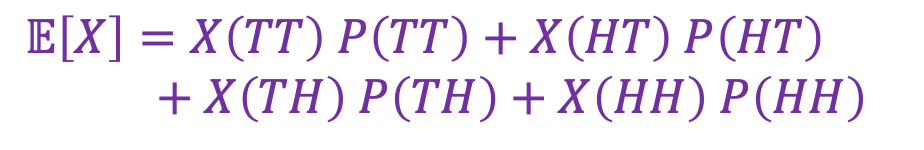 𝔼[X] = X(TT) P(TT) + X(HT) P(HT)
+ X(TH) P(TH) + X(HH) P(HH)